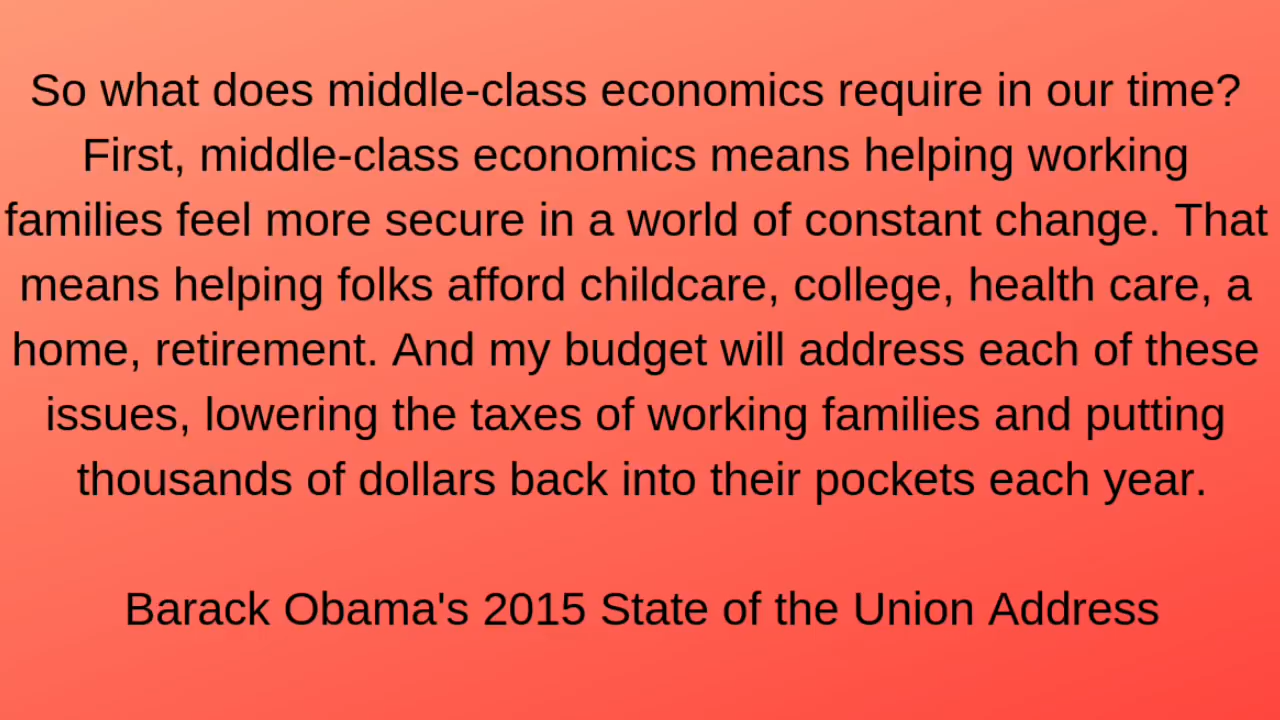 So what does middle-class economics require in our time?
First, middle-class economics means helping working
families feel more secure in a world of constant change. That
means helping folks afford childcare, college, health care, a
home, retirement. And my budget will address each of these
issues, lowering the taxes of working families and putting
thousands of dollars back into their pockets each year.
Barack Obama's 2015 State of the Union Address